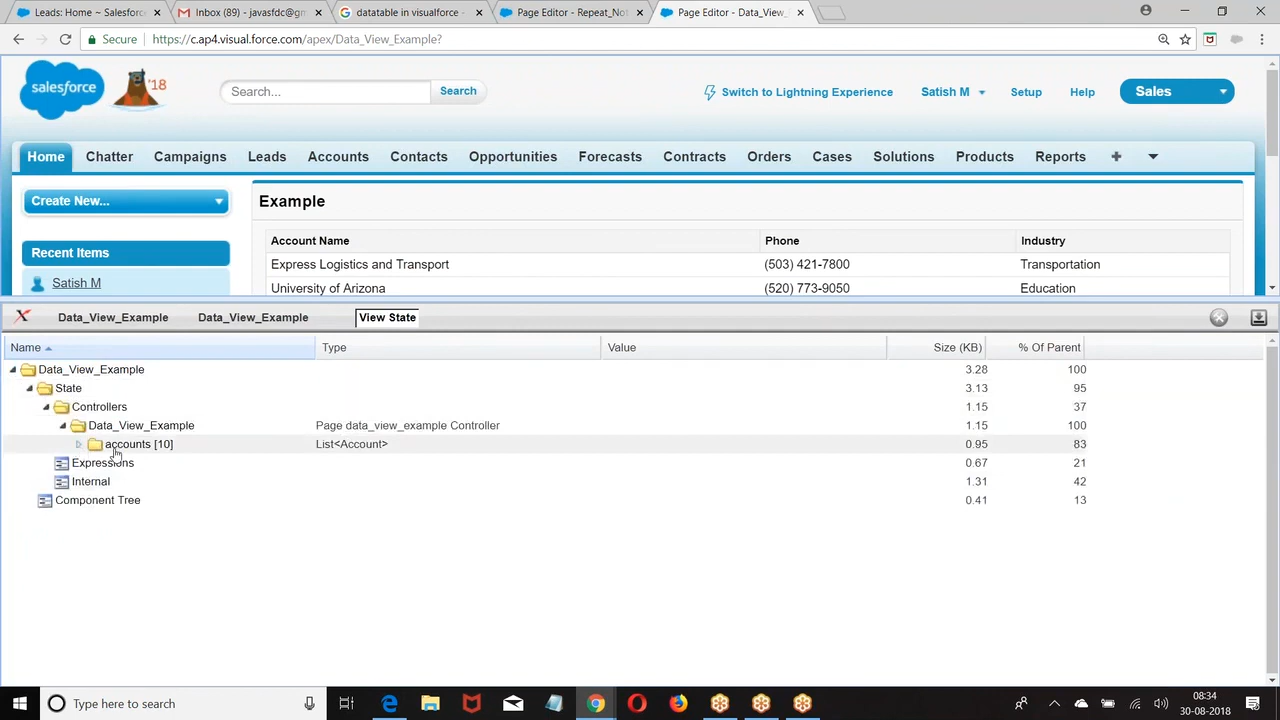 Leads: Home ~ Salesforc
Inbox (89) - javasfdc@gm
datatable in visualforce -
Page Editor - Repeat_Not
Page Editor - Data_View_
Secure
https://c.ap4.visual.force.com/apex/Data_View_Example?
salesforce
'18
Search...
Search
Switch to Lightning Experience
Satish M
Setup
Help
Sales
Home
Chatter
Campaigns
Leads
Accounts
Contacts
Opportunities
Forecasts
Contracts
Orders
Cases
Solutions
Products
Reports
+
Create New...
Recent Items
Satish M
Example
Account Name Phone Industry
Express Logistics and Transport (503) 421-7800 Transportation
University of Arizona (520) 773-9050 Education
Data_View_Example
Data_View_Example
View State
Name Type Value Size (KB) % Of Parent
Data_View_Example 3.28 100
State 3.13 95
Controllers 1.15 37
Data_View_Example Page data_view_example Controller 1.15 100
accounts [10] List<Account> 0.95 83
Expressions 0.67 21
Internal 1.31 42
Component Tree 0.41 13
Type here to search
08:34
30-08-2018